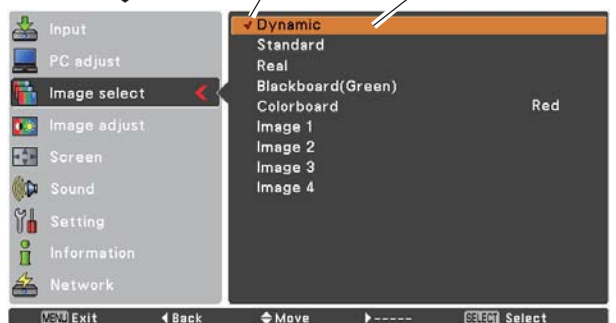 Input
PC adjust
Image select
Image adjust
Screen
Sound
Setting
Information
Network
Dynamic
Standard
Real
Blackboard(Green)
Colorboard Red
Image 1
Image 2
Image 3
Image 4
MENU Exit Back Move ----- SELECT Select